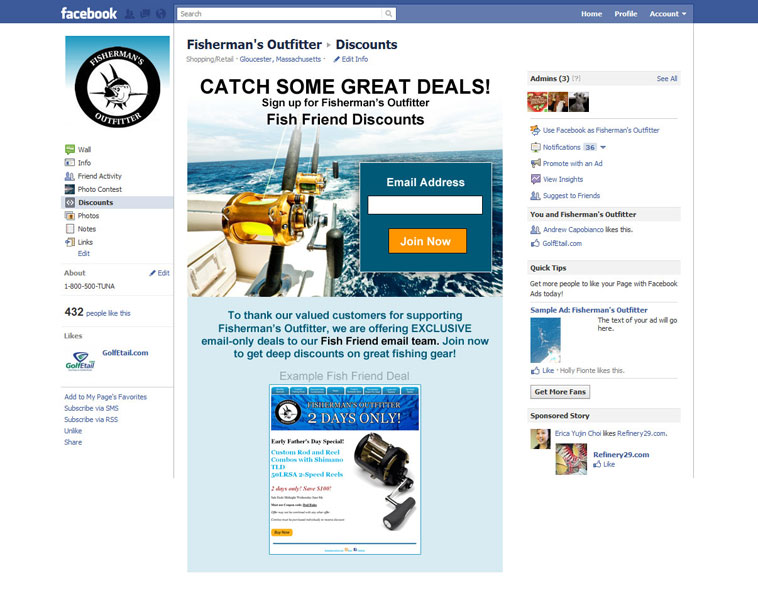 facebook
Search
Home Profile Account
FISHERMAN'S
OUTFITTER
Wall
Info
Friend Activity
Photo Contest
Discounts
Photos
Notes
Links
Edit
About
Edit
1-800-500-TUNA
432 people like this
Likes
GolfEtail.com
GolfEtail
Add to My Page's Favorites
Subscribe via SMS
Subscribe via RSS
Unlike
Share
Fisherman's Outfitter ▸ Discounts
Shopping/Retail · Gloucester, Massachusetts · Edit Info
CATCH SOME GREAT DEALS!
Sign up for Fisherman's Outfitter
Fish Friend Discounts
Email Address
Join Now
To thank our valued customers for supporting
Fisherman's Outfitter, we are offering EXCLUSIVE
email-only deals to our Fish Friend email team. Join now
to get deep discounts on great fishing gear!
Example Fish Friend Deal
FISHERMAN'S OUTFITTER
2 DAYS ONLY!
Early Father's Day Special!
Custom Rod and Reel
Combos with Shimano
TLD
50LRSA 2-Speed Reels
2 days only! Save $100!
Buy Now
Admins (3) (?) See All
Use Facebook as Fisherman's Outfitter
Notifications 36
Promote with an Ad
View Insights
Suggest to Friends
You and Fisherman's Outfitter
Andrew Capobianco likes this.
GolfEtail.com
Quick Tips
Get more people to like your Page with Facebook
Ads today!
Sample Ad: Fisherman's Outfitter
The text of your ad will go
here.
Like · Holly Pionte likes this.
Get More Fans
Sponsored Story
Erica Yujin Choi likes Refinery29.com.
Refinery29.com
Like